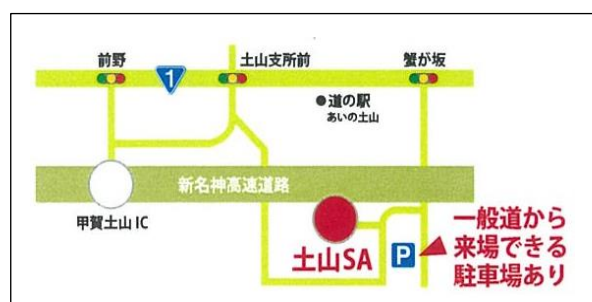 前野
土山支所前
蟹が坂
1
●道の駅
あいの土山
新名神高速道路
甲賀土山IC
土山SA
P
一般道から
来場できる
駐車場あり